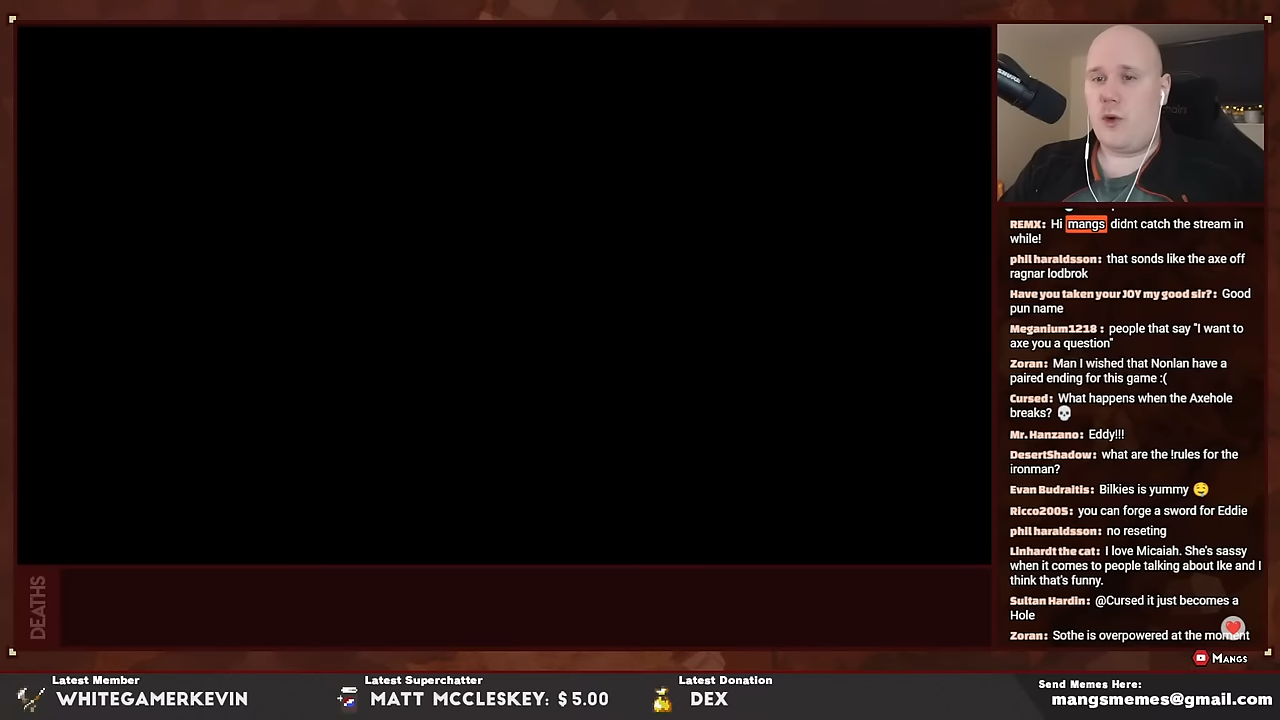 SHURE
REMX: Hi mangs didnt catch the stream in
while!
phil haraldsson: that sonds like the axe off
ragnar lodbrok
Have you taken your JOY my good sir?: Good
pun name
Meganium1218 : people that say "I want to
axe you a question"
Zoran: Man I wished that Nonlan have a
paired ending for this game :(
Cursed: What happens when the Axehole
breaks? 💀
Mr. Hanzano: Eddy!!!
DesertShadow: what are the !rules for the
ironman?
Evan Budraitis: Bilkies is yummy 🤤
Ricco2005: you can forge a sword for Eddie
phil haraldsson: no reseting
Linhardt the cat: I love Micaiah. She's sassy
when it comes to people talking about Ike and I
think that's funny.
Sultan Hardin: @Cursed it just becomes a
Hole
Zoran: Sothe is overpowered at the moment
DEATHS
MANGS
Latest Member
WHITEGAMERKEVIN
Latest Superchatter
MATT MCCLESKEY: $5.00
Latest Donation
DEX
Send Memes Here:
mangsmemes@gmail.com